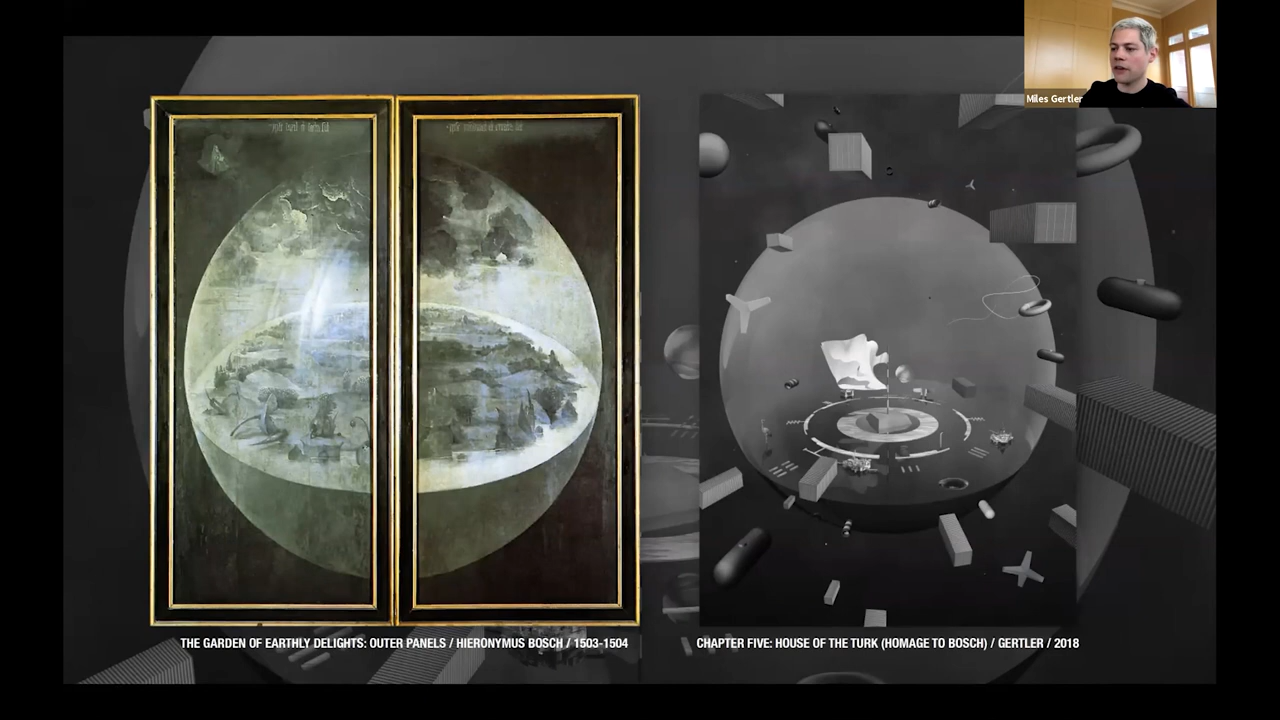 Miles Gertler
THE GARDEN OF EARTHLY DELIGHTS: OUTER PANELS / HIERONYMUS BOSCH / 1503-1504
CHAPTER FIVE: HOUSE OF THE TURK (HOMAGE TO BOSCH) / GERTLER / 2018